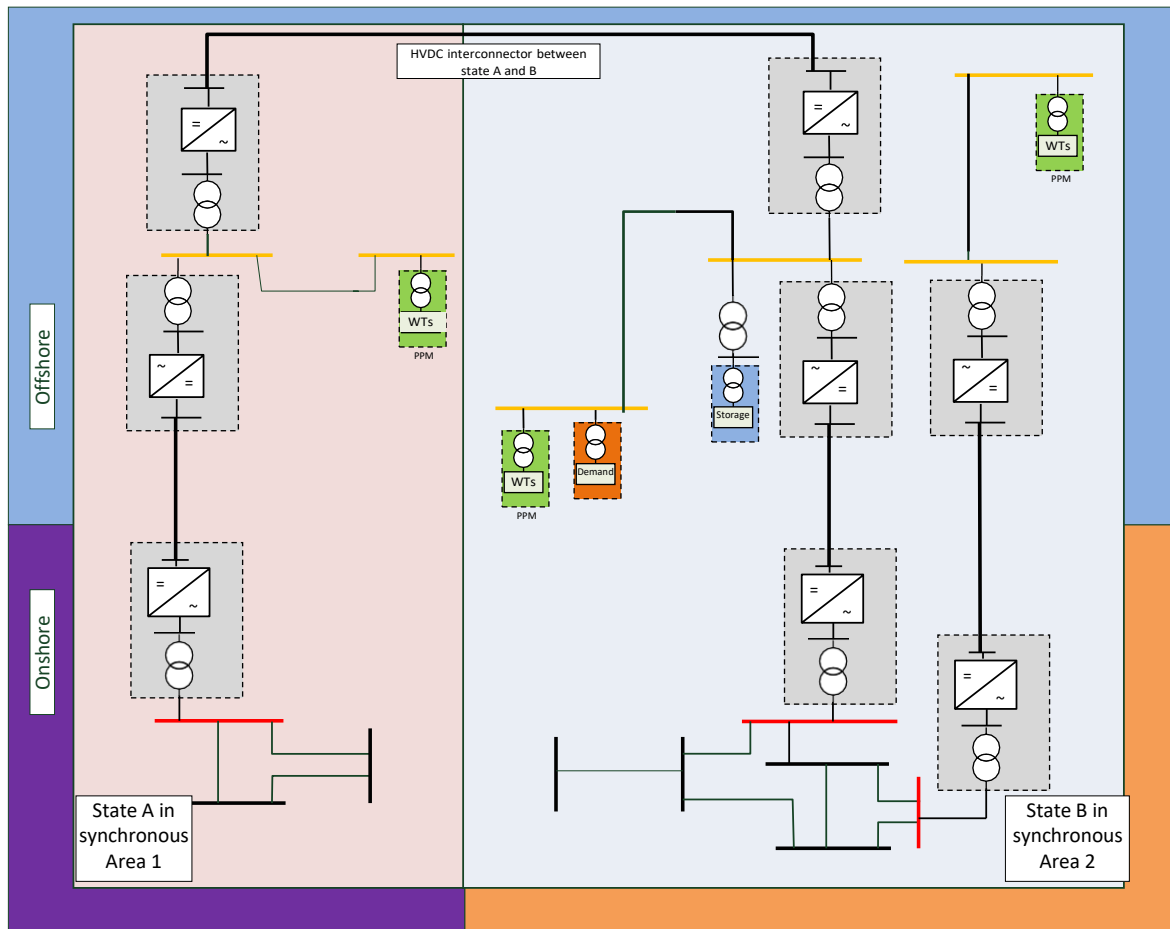 HVDC interconnector between
state A and B
=
~
=
~
WTs
PPM
WTs
PPM
~
=
~
=
~
=
Storage
WTs
PPM
Demand
Offshore
Onshore
=
~
=
~
=
~
State A in
synchronous
Area 1
State B in
synchronous
Area 2